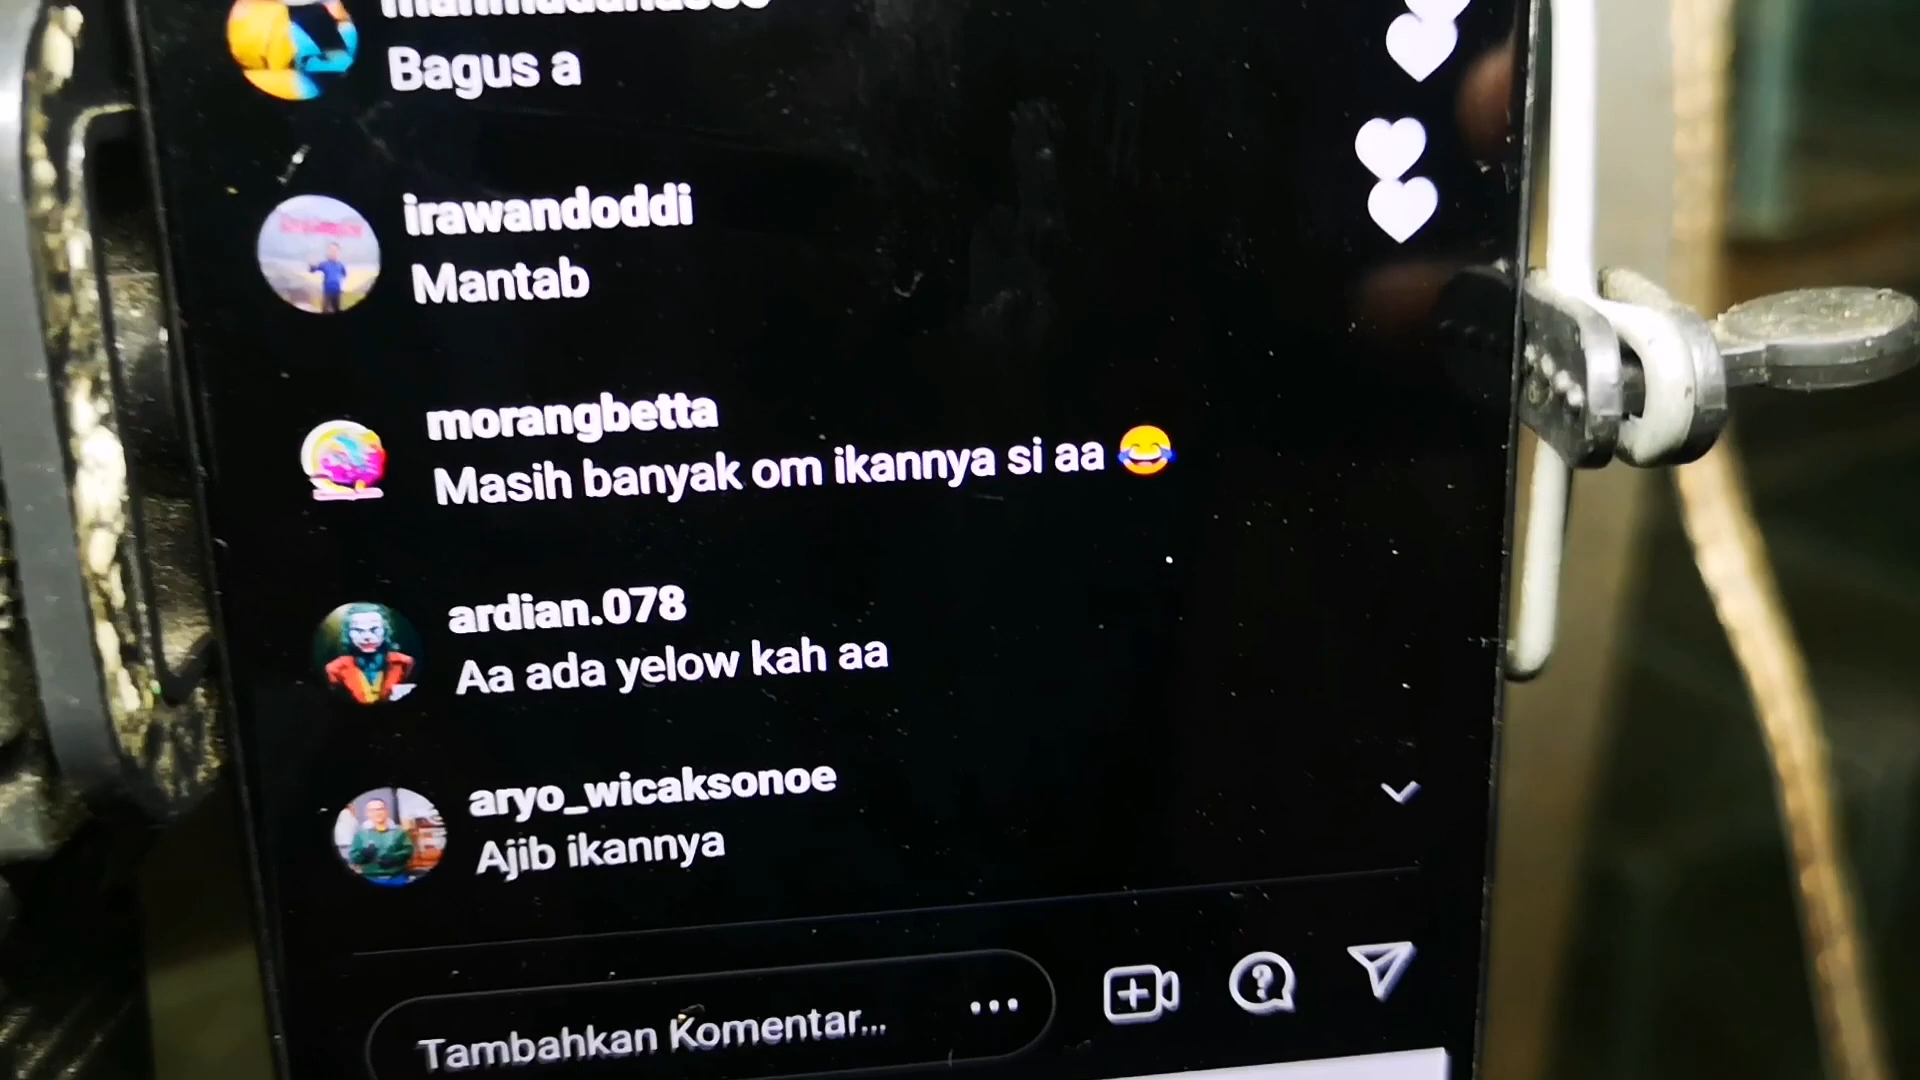 Bagus a
irawandoddi
Mantab
morangbetta
Masih banyak om ikannya si aa 😂
ardian.078
Aa ada yelow kah aa
aryo_wicaksonoe
Ajib ikannya
Tambahkan Komentar...